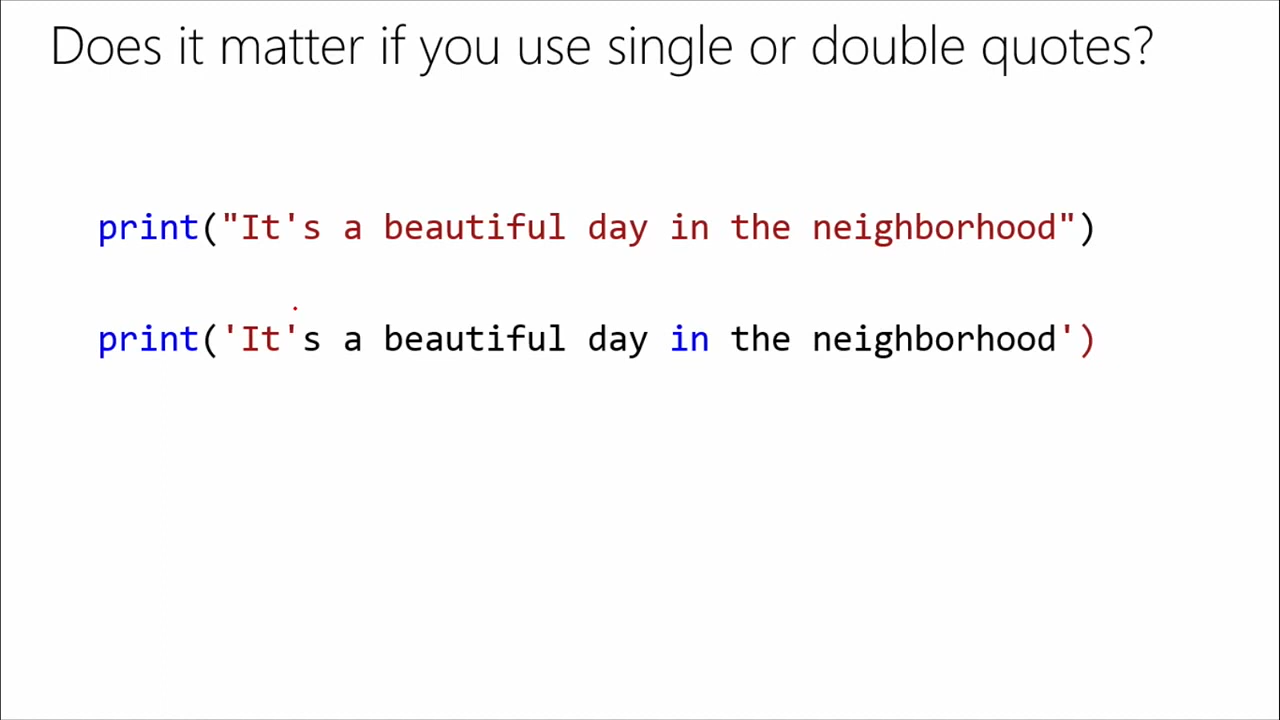 Does it matter if you use single or double quotes?
print("It's a beautiful day in the neighborhood")
print('It's a beautiful day in the neighborhood')